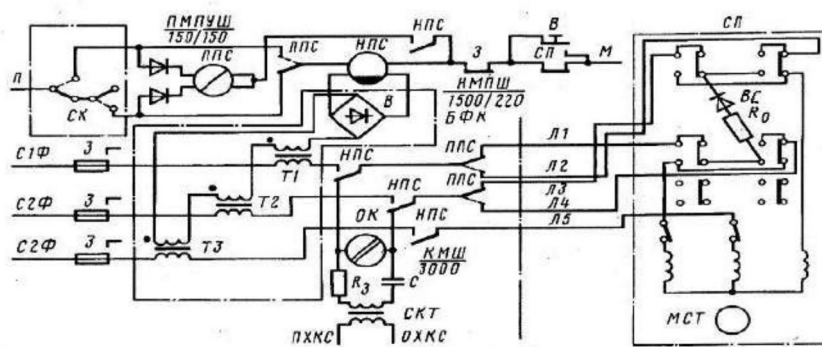 ПМПУШ
150/150
ППС
ППС
НПС
НПС
З
В
СП
М
СП
П
СК
НМПШ
1500/220
БФК
В
ВС
R0
С1Ф
З
Т1
НПС
ППС
Л1
Л2
С2Ф
З
Т2
НПС
ППС
Л3
Л4
ОК
НПС
Л5
С2Ф
З
Т3
КМШ
3000
R3
С
СКТ
ПХКС
ОХКС
МСТ